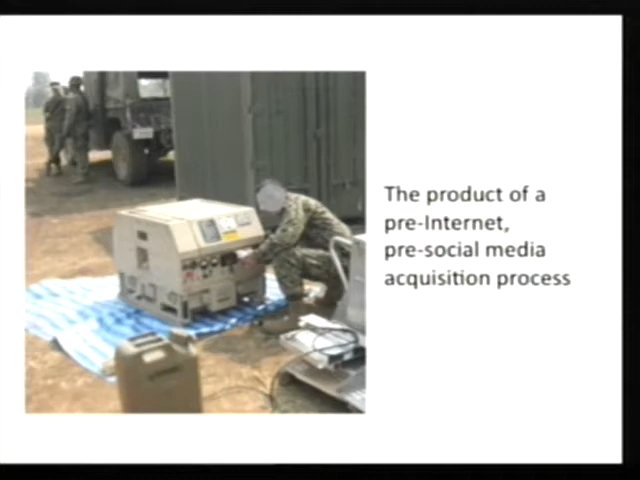 The product of a
pre-Internet,
pre-social media
acquisition process